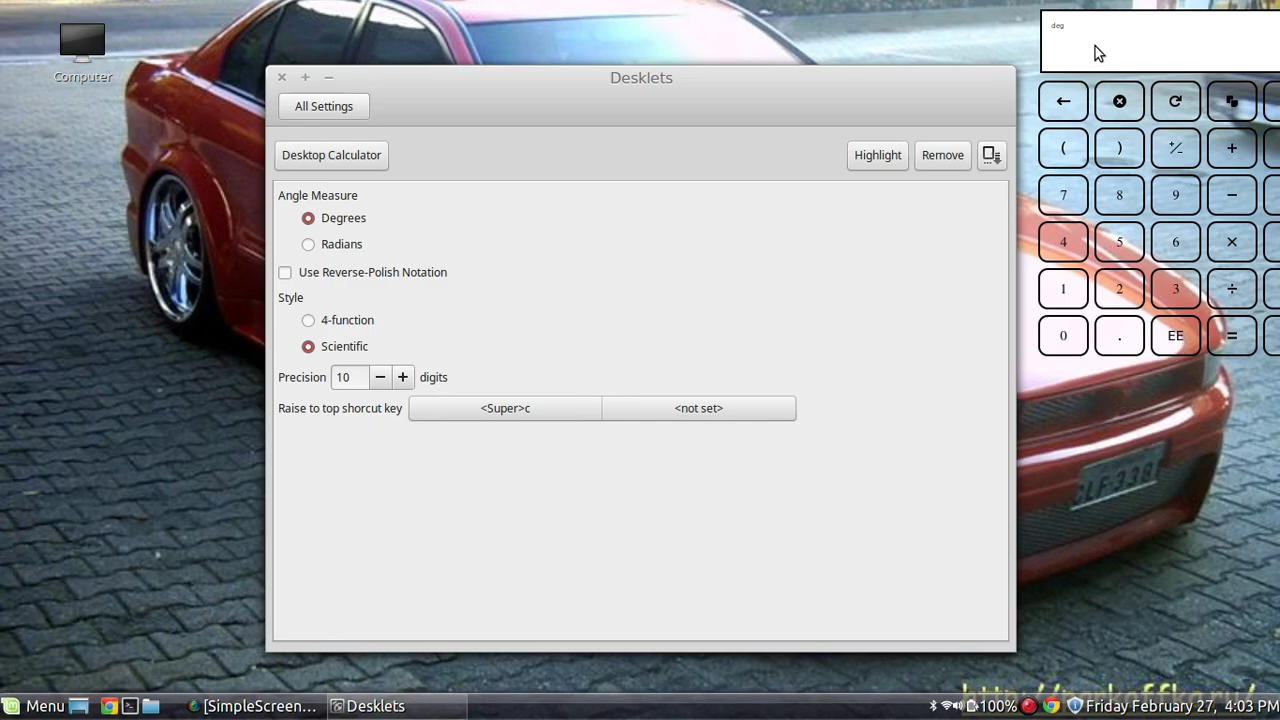 Computer
Desklets
All Settings
Desktop Calculator
Highlight
Remove
Angle Measure
Degrees
Radians
Use Reverse-Polish Notation
Style
4-function
Scientific
Precision 10 − + digits
Raise to top shorcut key <Super>c <not set>
deg
( ) +/- +
7 8 9 −
4 5 6 ×
1 2 3 ÷
0 . EE =
Menu
[SimpleScreen...
Desklets
100%
Friday February 27, 4:03 PM